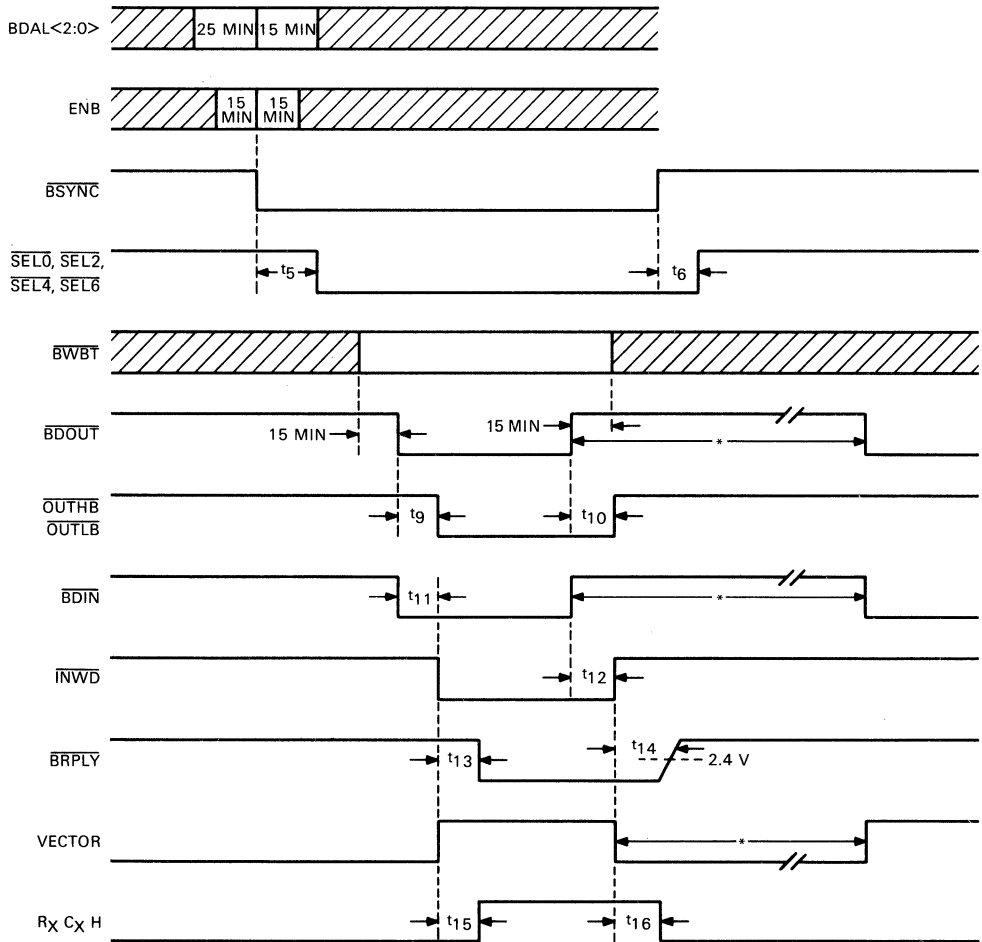 BDAL<2:0>
25 MIN 15 MIN
ENB
15 MIN
15 MIN
BSYNC
SEL0, SEL2,
SEL4, SEL6
t5
t6
BWBT
BDOUT
15 MIN
15 MIN
*
OUTHB
OUTLB
t9
t10
BDIN
t11
*
INWD
t12
BRPLY
t13
t14
2.4 V
VECTOR
*
RX CX H
t15
t16